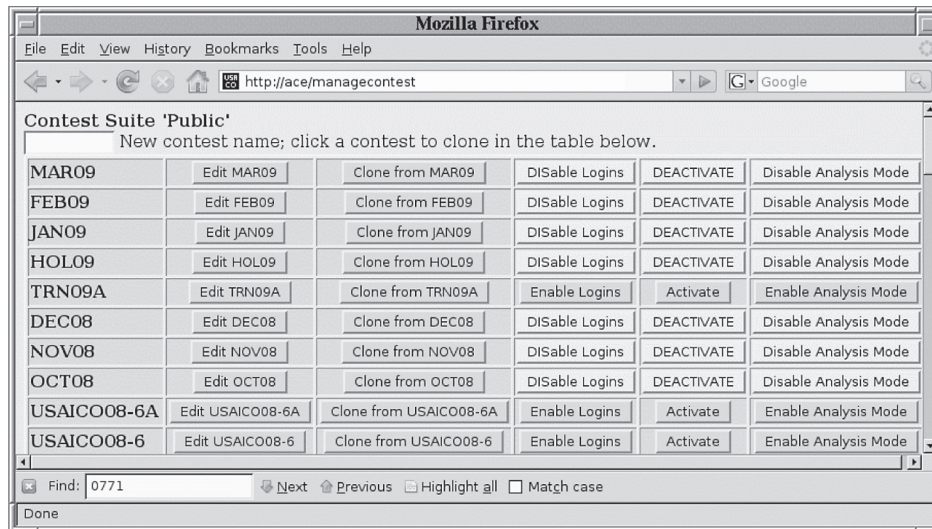 Mozilla Firefox
File Edit View History Bookmarks Tools Help
USA CO http://ace/managecontest G Google
Contest Suite 'Public'
New contest name; click a contest to clone in the table below.
MAR09 Edit MAR09 Clone from MAR09 DISable Logins DEACTIVATE Disable Analysis Mode
FEB09 Edit FEB09 Clone from FEB09 DISable Logins DEACTIVATE Disable Analysis Mode
JAN09 Edit JAN09 Clone from JAN09 DISable Logins DEACTIVATE Disable Analysis Mode
HOL09 Edit HOL09 Clone from HOL09 DISable Logins DEACTIVATE Disable Analysis Mode
TRN09A Edit TRN09A Clone from TRN09A Enable Logins Activate Enable Analysis Mode
DEC08 Edit DEC08 Clone from DEC08 DISable Logins DEACTIVATE Disable Analysis Mode
NOV08 Edit NOV08 Clone from NOV08 DISable Logins DEACTIVATE Disable Analysis Mode
OCT08 Edit OCT08 Clone from OCT08 DISable Logins DEACTIVATE Disable Analysis Mode
USAICO08-6A Edit USAICO08-6A Clone from USAICO08-6A Enable Logins Activate Enable Analysis Mode
USAICO08-6 Edit USAICO08-6 Clone from USAICO08-6 Enable Logins Activate Enable Analysis Mode
Find: 0771 Next Previous Highlight all Match case
Done